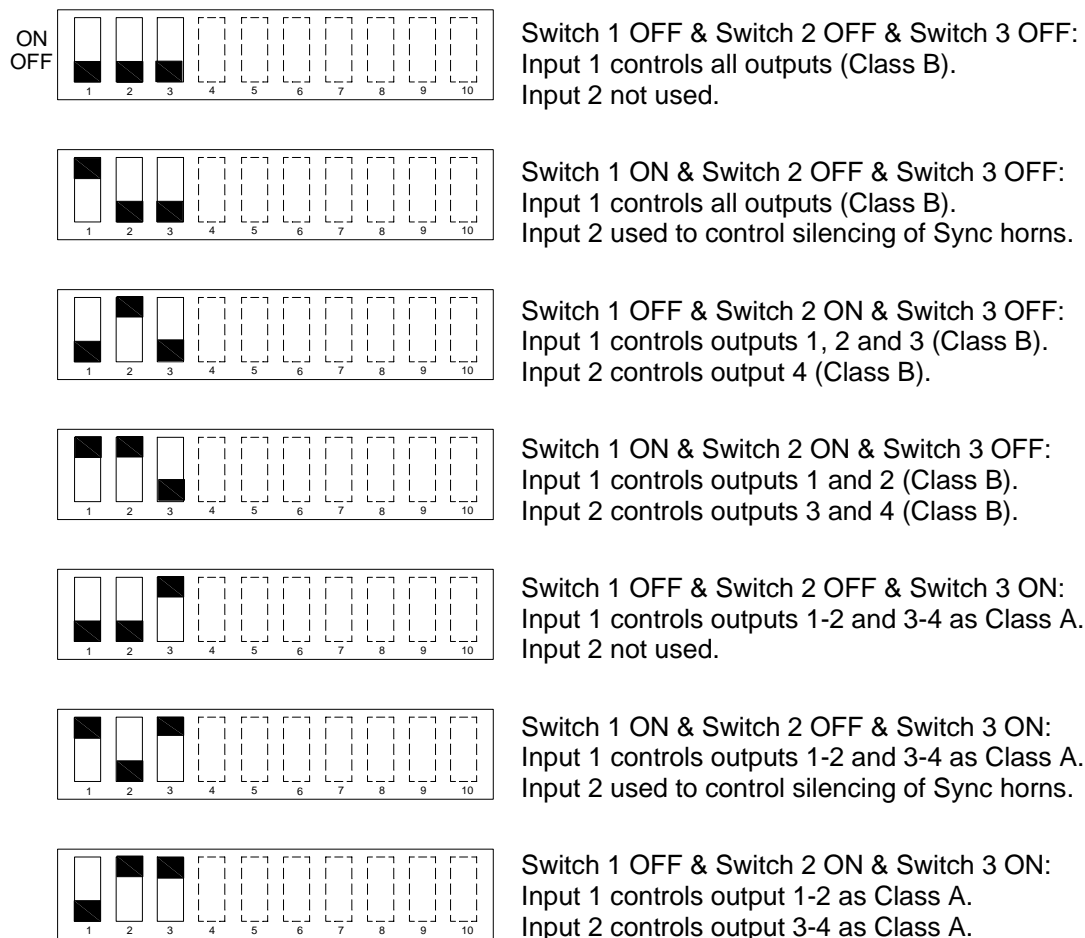 ON
OFF
1 2 3 4 5 6 7 8 9 10
Switch 1 OFF & Switch 2 OFF & Switch 3 OFF:
Input 1 controls all outputs (Class B).
Input 2 not used.
1 2 3 4 5 6 7 8 9 10
Switch 1 ON & Switch 2 OFF & Switch 3 OFF:
Input 1 controls all outputs (Class B).
Input 2 used to control silencing of Sync horns.
1 2 3 4 5 6 7 8 9 10
Switch 1 OFF & Switch 2 ON & Switch 3 OFF:
Input 1 controls outputs 1, 2 and 3 (Class B).
Input 2 controls output 4 (Class B).
1 2 3 4 5 6 7 8 9 10
Switch 1 ON & Switch 2 ON & Switch 3 OFF:
Input 1 controls outputs 1 and 2 (Class B).
Input 2 controls outputs 3 and 4 (Class B).
1 2 3 4 5 6 7 8 9 10
Switch 1 OFF & Switch 2 OFF & Switch 3 ON:
Input 1 controls outputs 1-2 and 3-4 as Class A.
Input 2 not used.
1 2 3 4 5 6 7 8 9 10
Switch 1 ON & Switch 2 OFF & Switch 3 ON:
Input 1 controls outputs 1-2 and 3-4 as Class A.
Input 2 used to control silencing of Sync horns.
1 2 3 4 5 6 7 8 9 10
Switch 1 OFF & Switch 2 ON & Switch 3 ON:
Input 1 controls output 1-2 as Class A.
Input 2 controls output 3-4 as Class A.